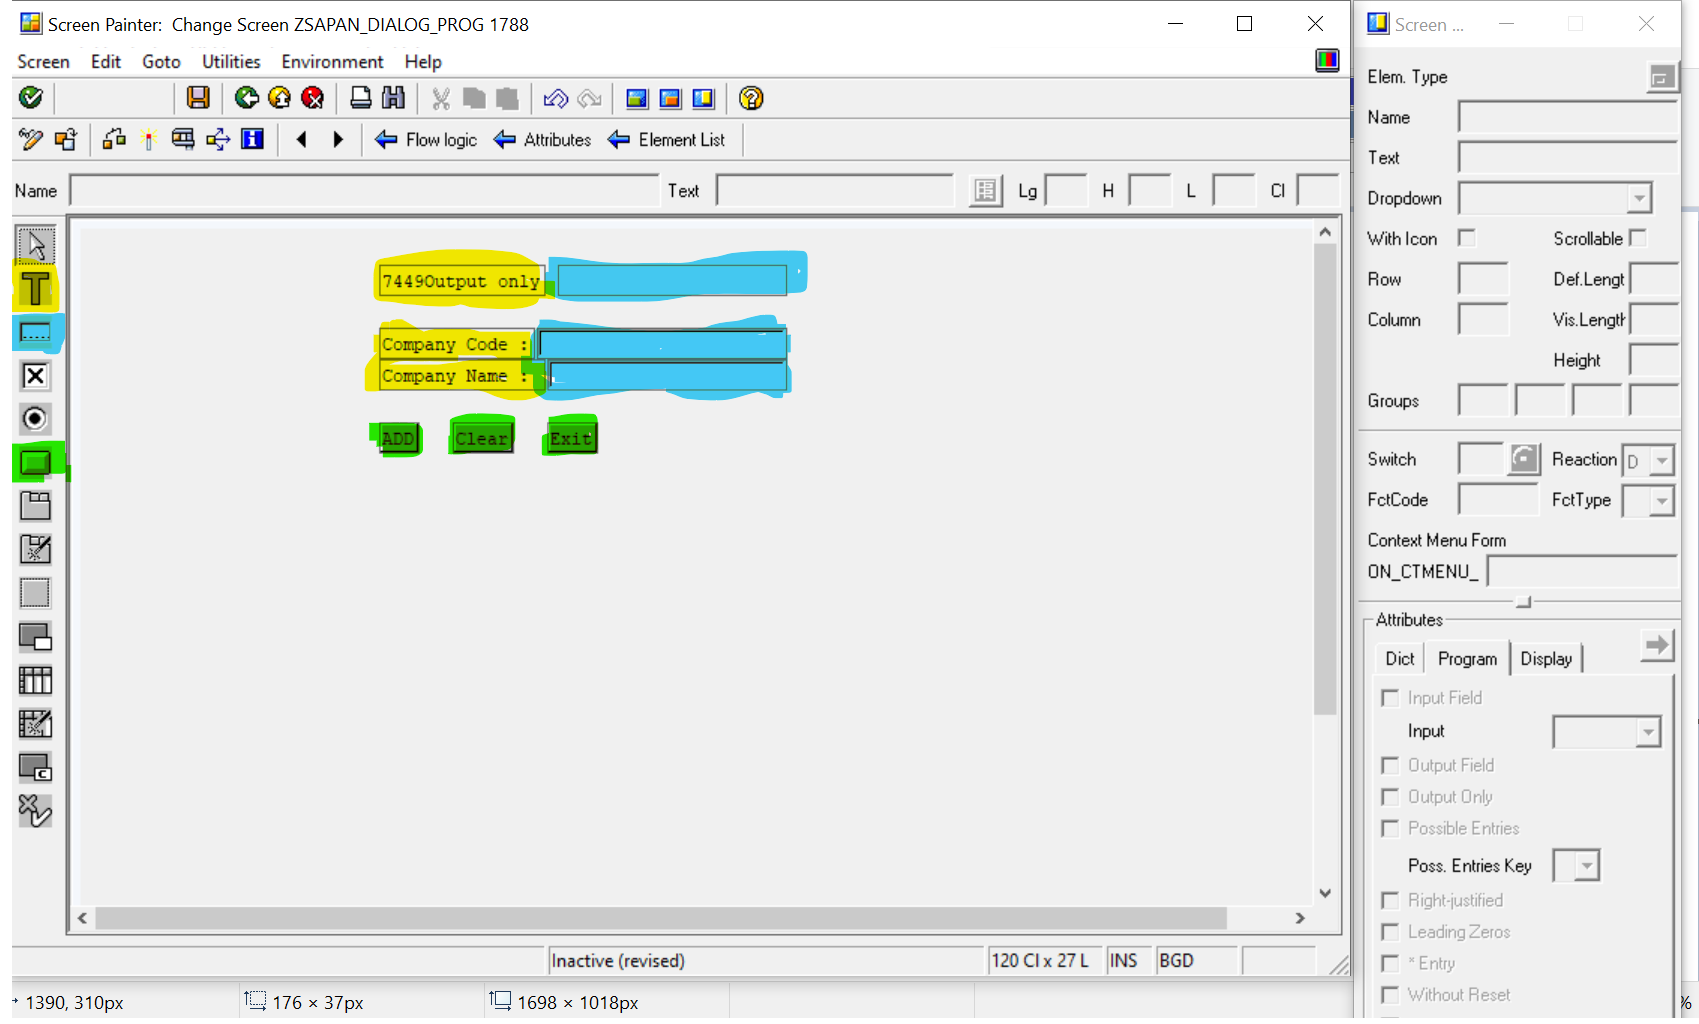 Screen Painter:  Change Screen ZSAPAN_DIALOG_PROG 1788
Screen Edit Goto Utilities Environment Help
Flow logic Attributes Element List
Name Text Lg H L Cl
T
7449Output only
Company Code :
Company Name :
ADD Clear Exit
Inactive (revised) 120 Cl x 27 L INS BGD
1390, 310px 176 × 37px 1698 × 1018px
Screen ...
Elem. Type
Name
Text
Dropdown
With Icon Scrollable
Row Def.Lengt
Column Vis.Length
Height
Groups
Switch Reaction D
FctCode FctType
Context Menu Form
ON_CTMENU_
Attributes
Dict Program Display
Input Field
Input
Output Field
Output Only
Possible Entries
Poss. Entries Key
Right-justified
Leading Zeros
* Entry
Without Reset
%